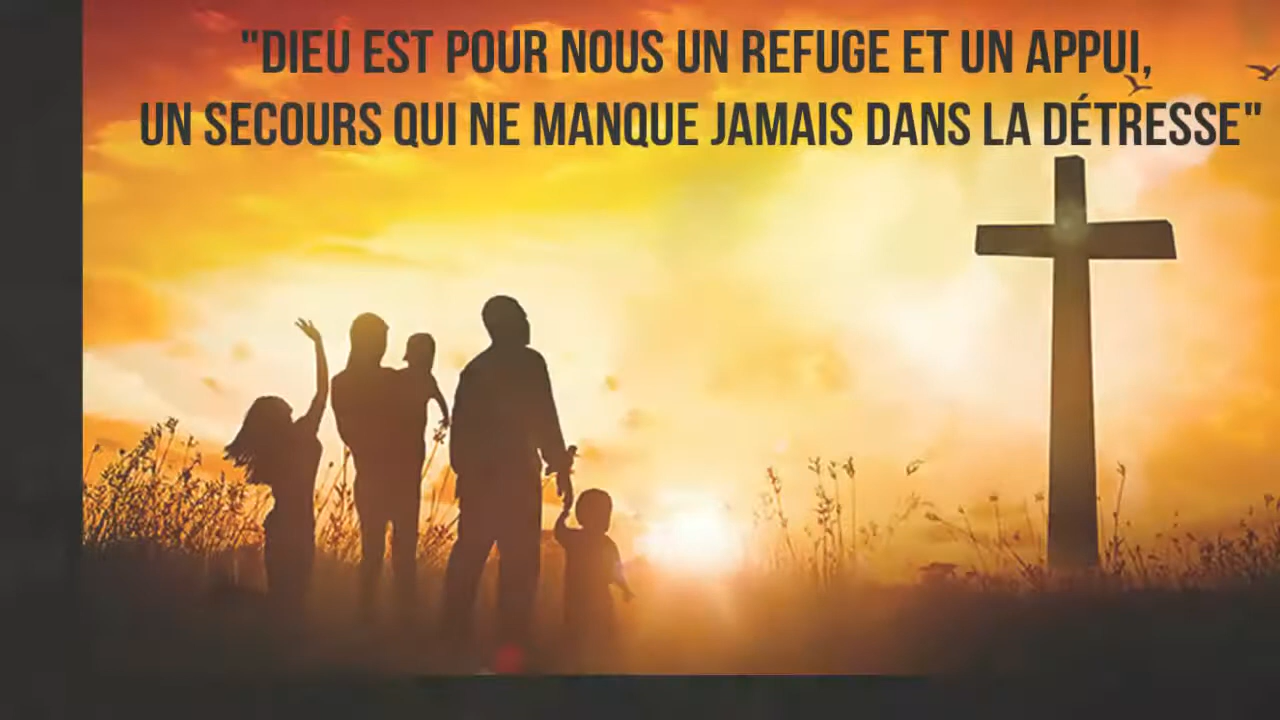 "DIEU EST POUR NOUS UN REFUGE ET UN APPUI,
UN SECOURS QUI NE MANQUE JAMAIS DANS LA DÉTRESSE"